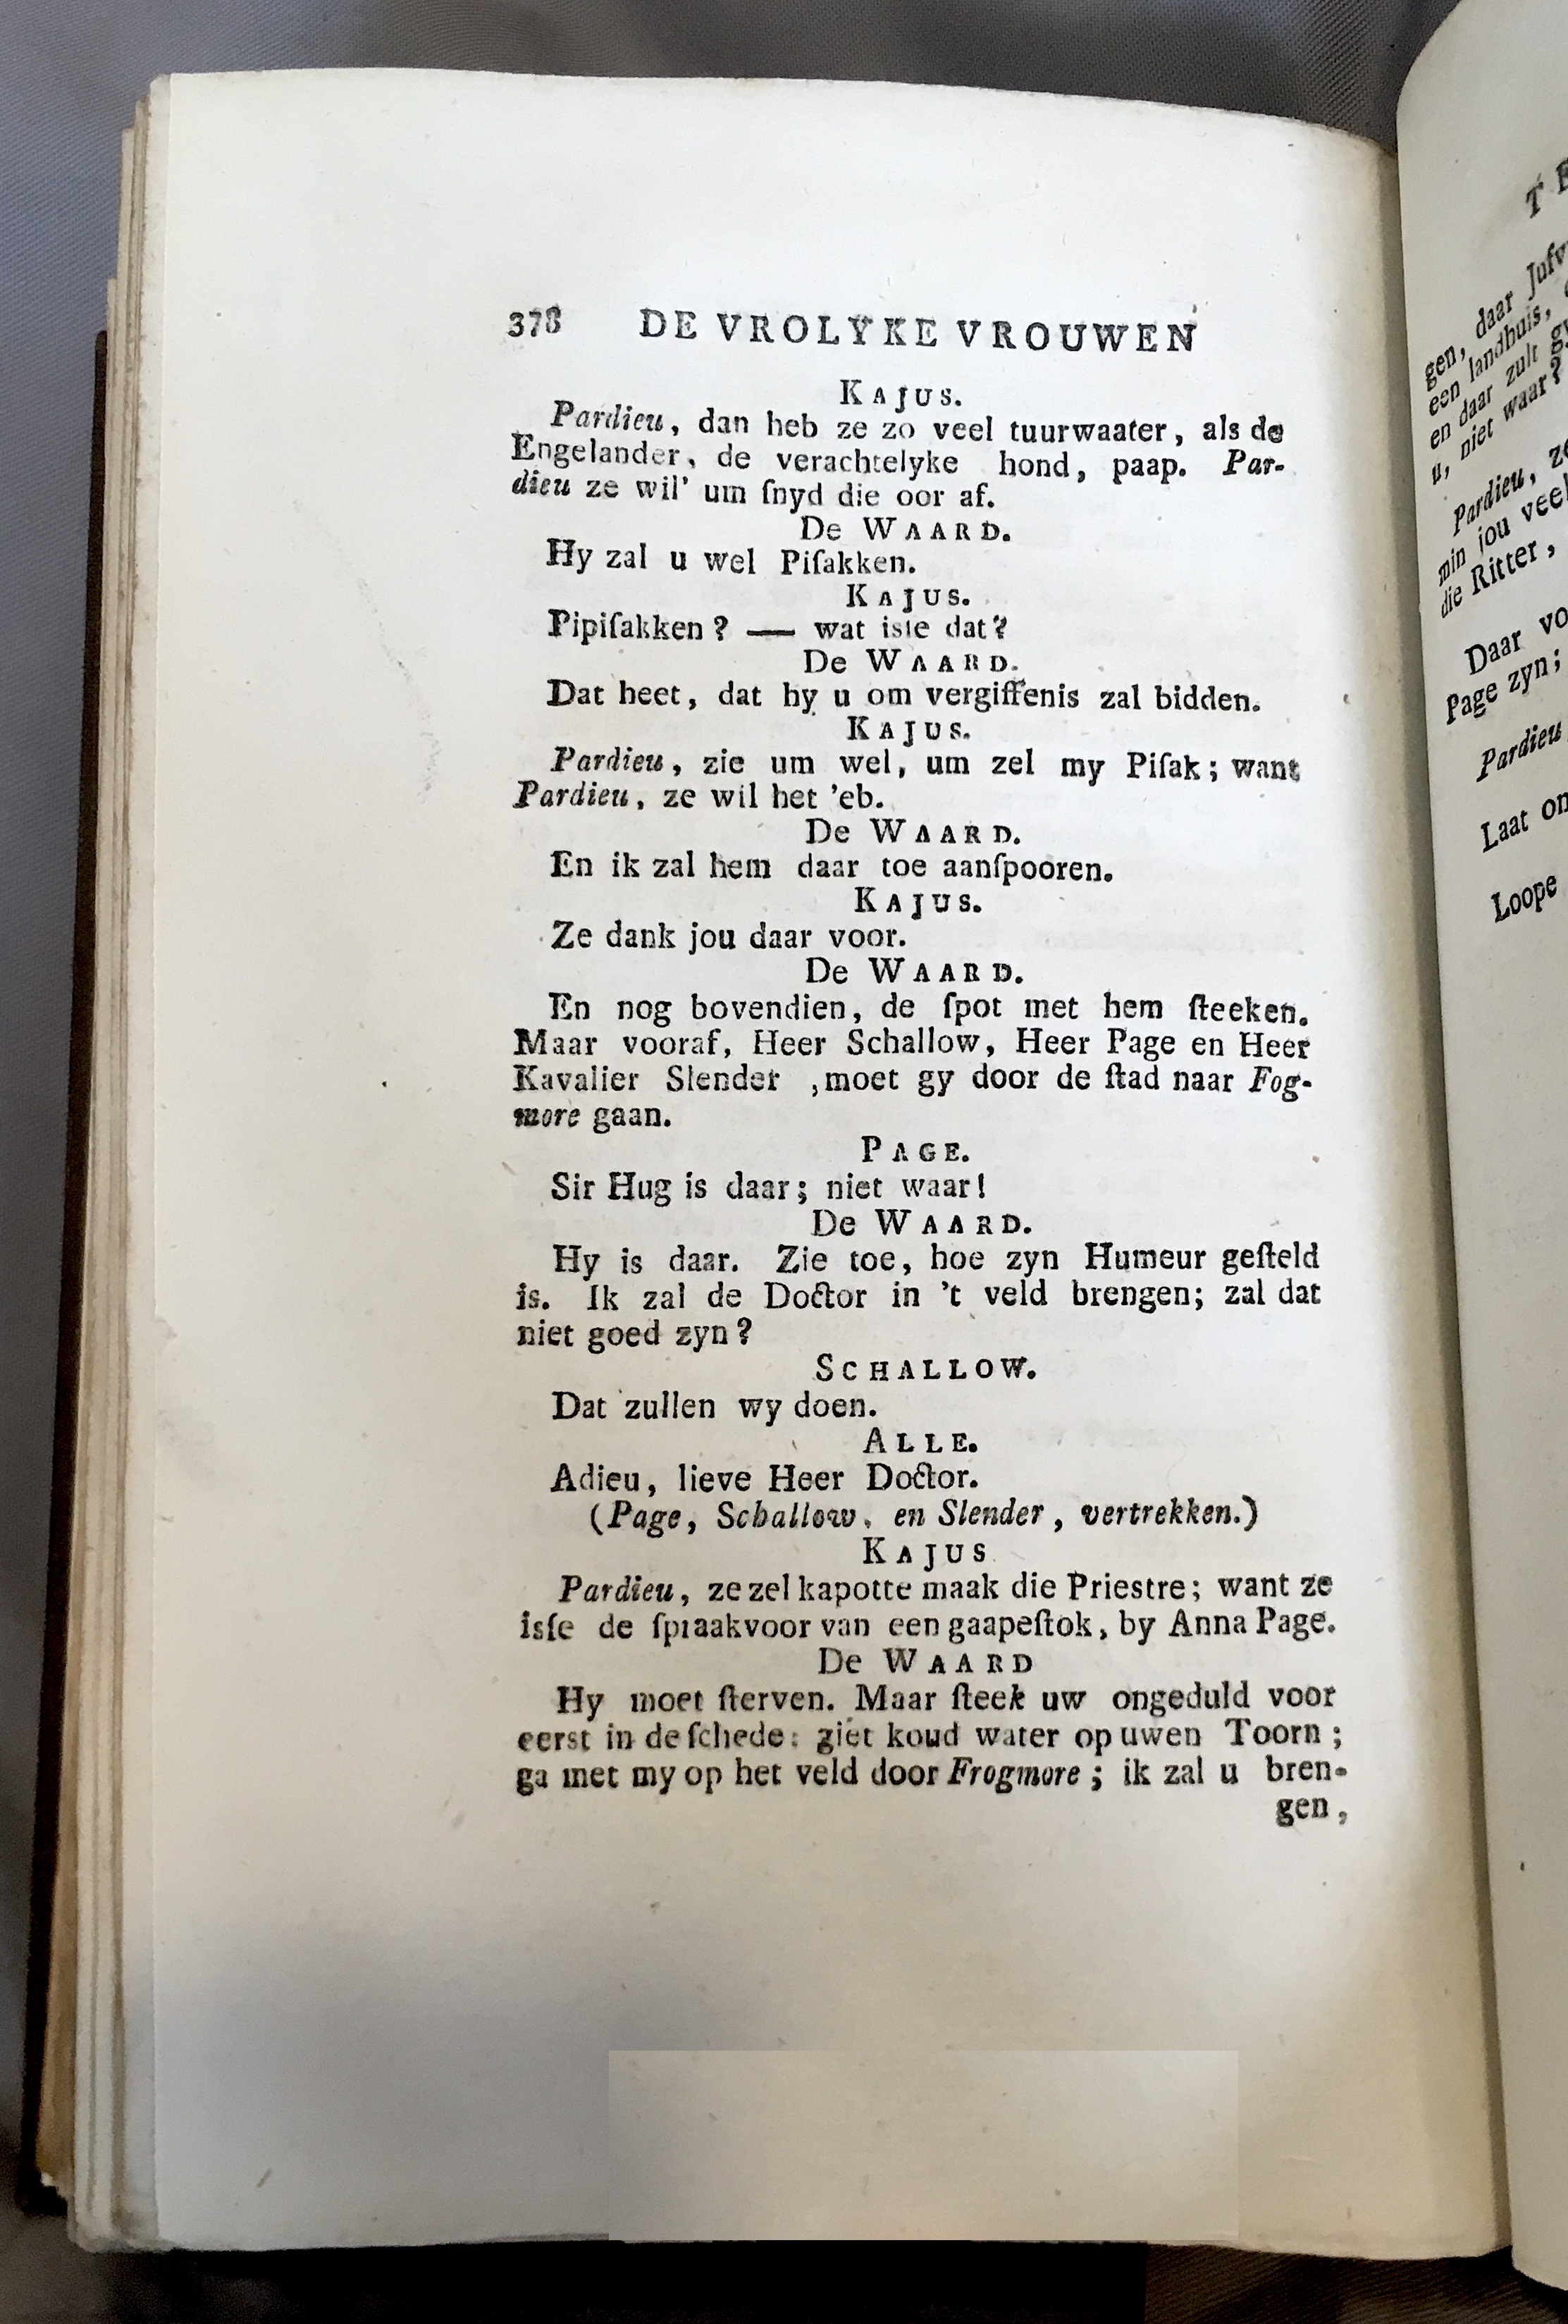 378 DE VROLYKE VROUWEN
KAJUS.
Pardieu, dan heb ze zo veel tuurwaater, als de
Engelander, de verachtelyke hond, paap. Par-
dieu ze wil' um ſnyd die oor af.
De WAARD.
Hy zal u wel Piſakken.
KAJUS.
Pipiſakken? — wat isſe dat?
De WAARD.
Dat heet, dat hy u om vergiffenis zal bidden.
KAJUS.
Pardieu, zie um wel, um zel my Piſak; want
Pardieu, ze wil het 'eb.
De WAARD.
En ik zal hem daar toe aanſpooren.
KAJUS.
Ze dank jou daar voor.
De WAARD.
En nog bovendien, de ſpot met hem ſteeken.
Maar vooraf, Heer Schallow, Heer Page en Heer
Kavalier Slender ,moet gy door de ſtad naar Fog-
more gaan.
PAGE.
Sir Hug is daar; niet waar!
De WAARD.
Hy is daar. Zie toe, hoe zyn Humeur geſteld
is. Ik zal de Doctor in 't veld brengen; zal dat
niet goed zyn?
SCHALLOW.
Dat zullen wy doen.
ALLE.
Adieu, lieve Heer Doctor.
(Page, Schallow, en Slender, vertrekken.)
KAJUS
Pardieu, ze zel kapotte maak die Priestre; want ze
isſe de ſpraakvoor van een gaapeſtok, by Anna Page.
De WAARD
Hy moet ſterven. Maar ſteek uw ongeduld voor
eerst in de ſchede: giet koud water op uwen Toorn;
ga met my op het veld door Frogmore; ik zal u bren-
gen,
gen, daar
een landhuis,
en daar zult
u, niet waar?
Pardieu,
min jou
die Ritter,
Daar
Page zyn;
Pardieu
Laat
Loope